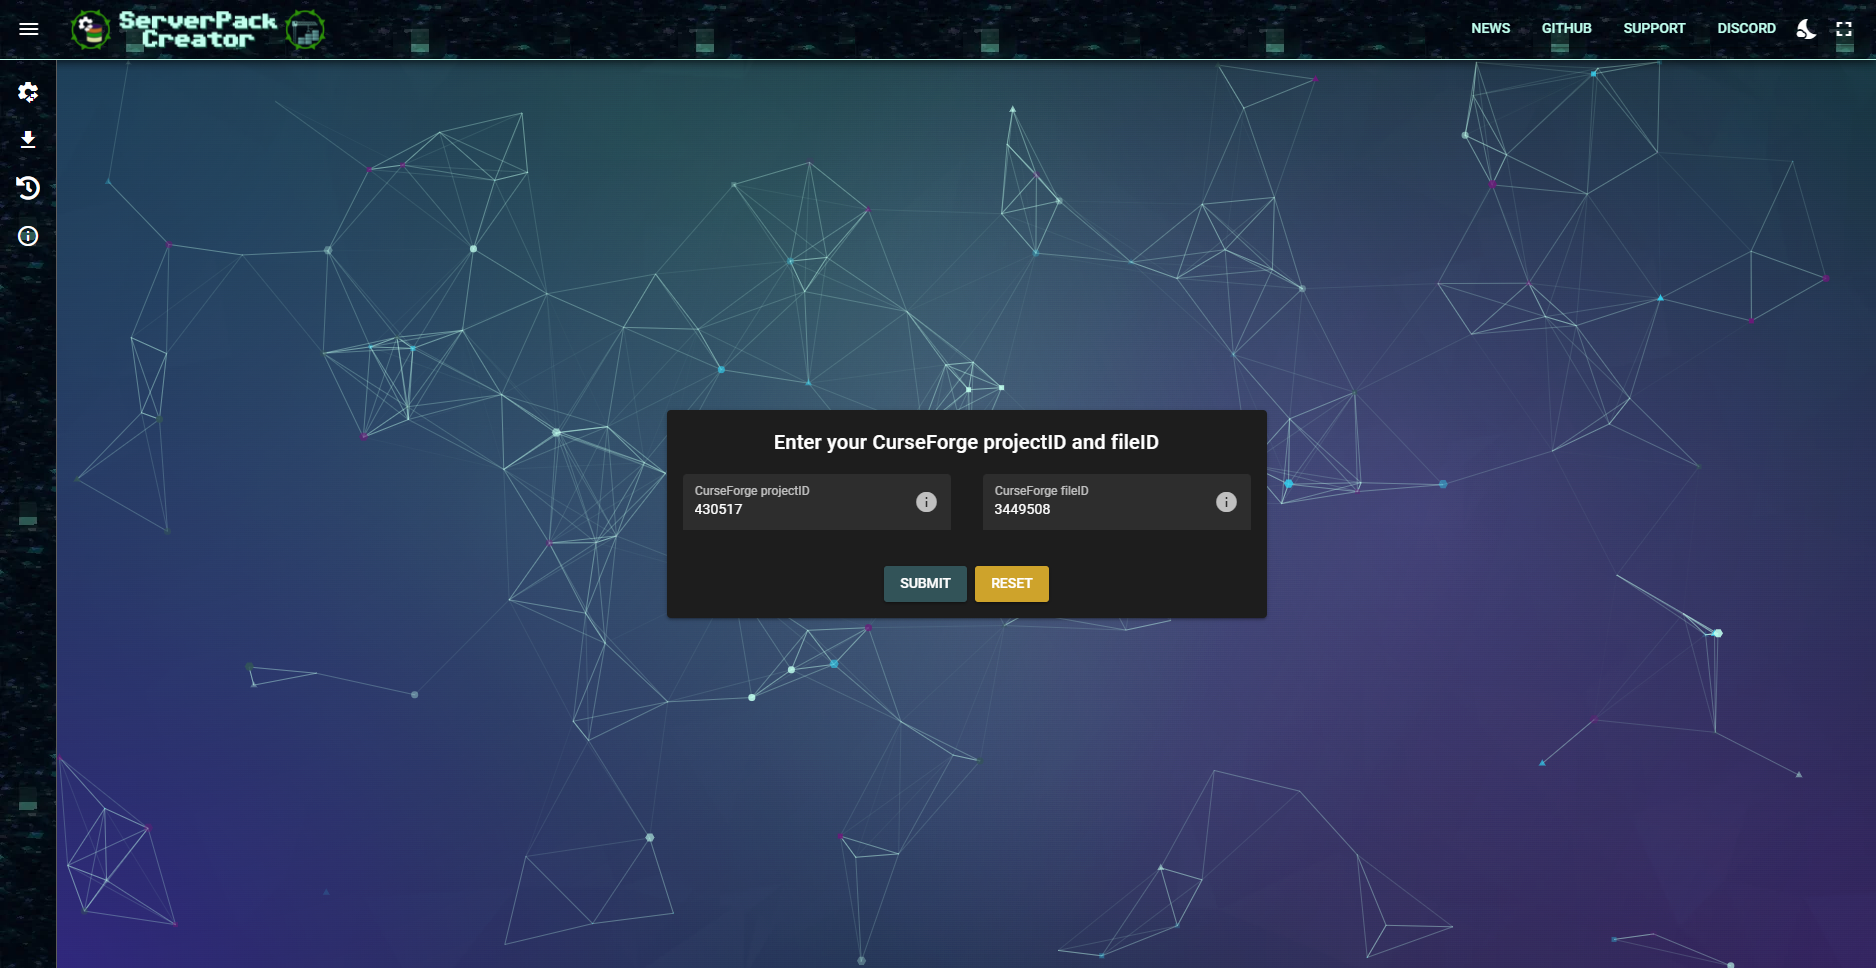 ServerPack
Creator
NEWS
GITHUB
SUPPORT
DISCORD
Enter your CurseForge projectID and fileID
CurseForge projectID
430517
CurseForge fileID
3449508
SUBMIT
RESET